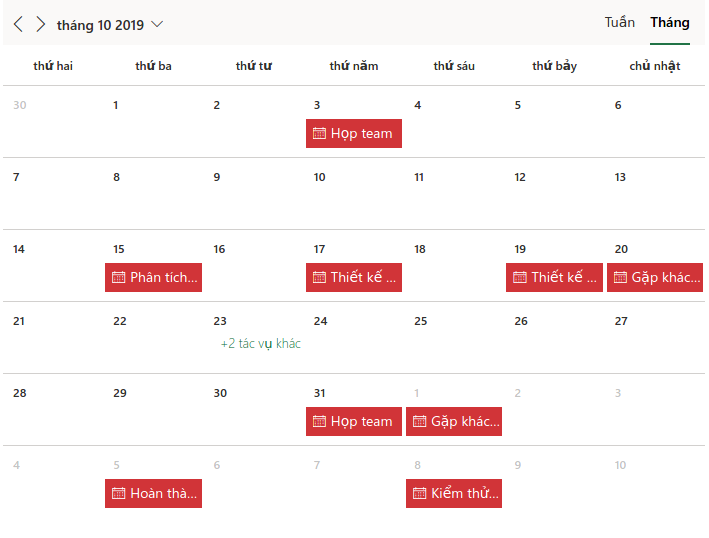 tháng 10 2019
Tuần Tháng
thứ hai thứ ba thứ tư thứ năm thứ sáu thứ bảy chủ nhật
30 1 2 3 4 5 6
Họp team
7 8 9 10 11 12 13
14 15 16 17 18 19 20
Phân tích... Thiết kế ... Thiết kế ... Gặp khác...
21 22 23 24 25 26 27
+2 tác vụ khác
28 29 30 31 1 2 3
Họp team Gặp khác...
4 5 6 7 8 9 10
Hoàn thà... Kiểm thử...